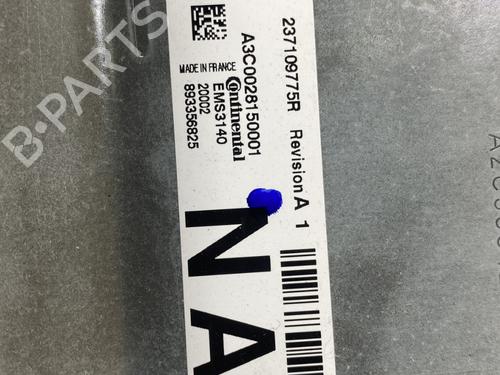 237109775R Revision A 1
A3C0028150001
MADE IN FRANCE Continental
EMS3140
20002
893356825
NA
B-PARTS